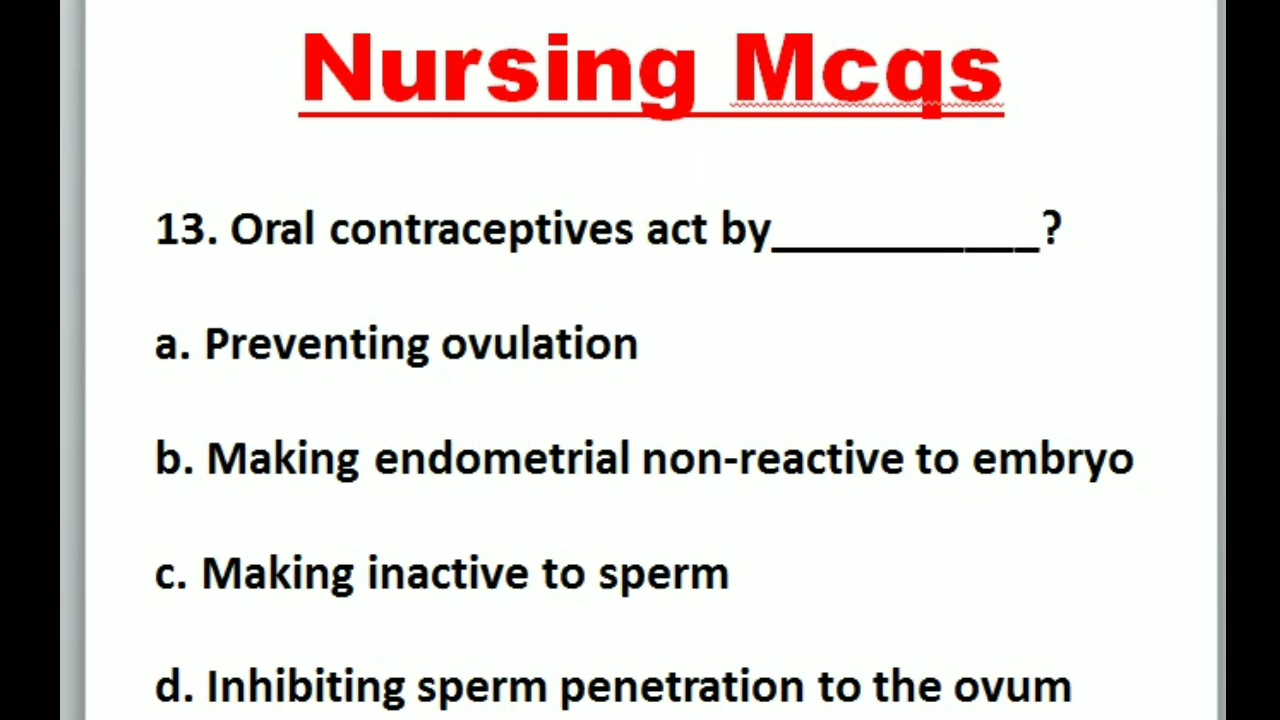 Nursing Mcqs
13. Oral contraceptives act by___________?
a. Preventing ovulation
b. Making endometrial non-reactive to embryo
c. Making inactive to sperm
d. Inhibiting sperm penetration to the ovum